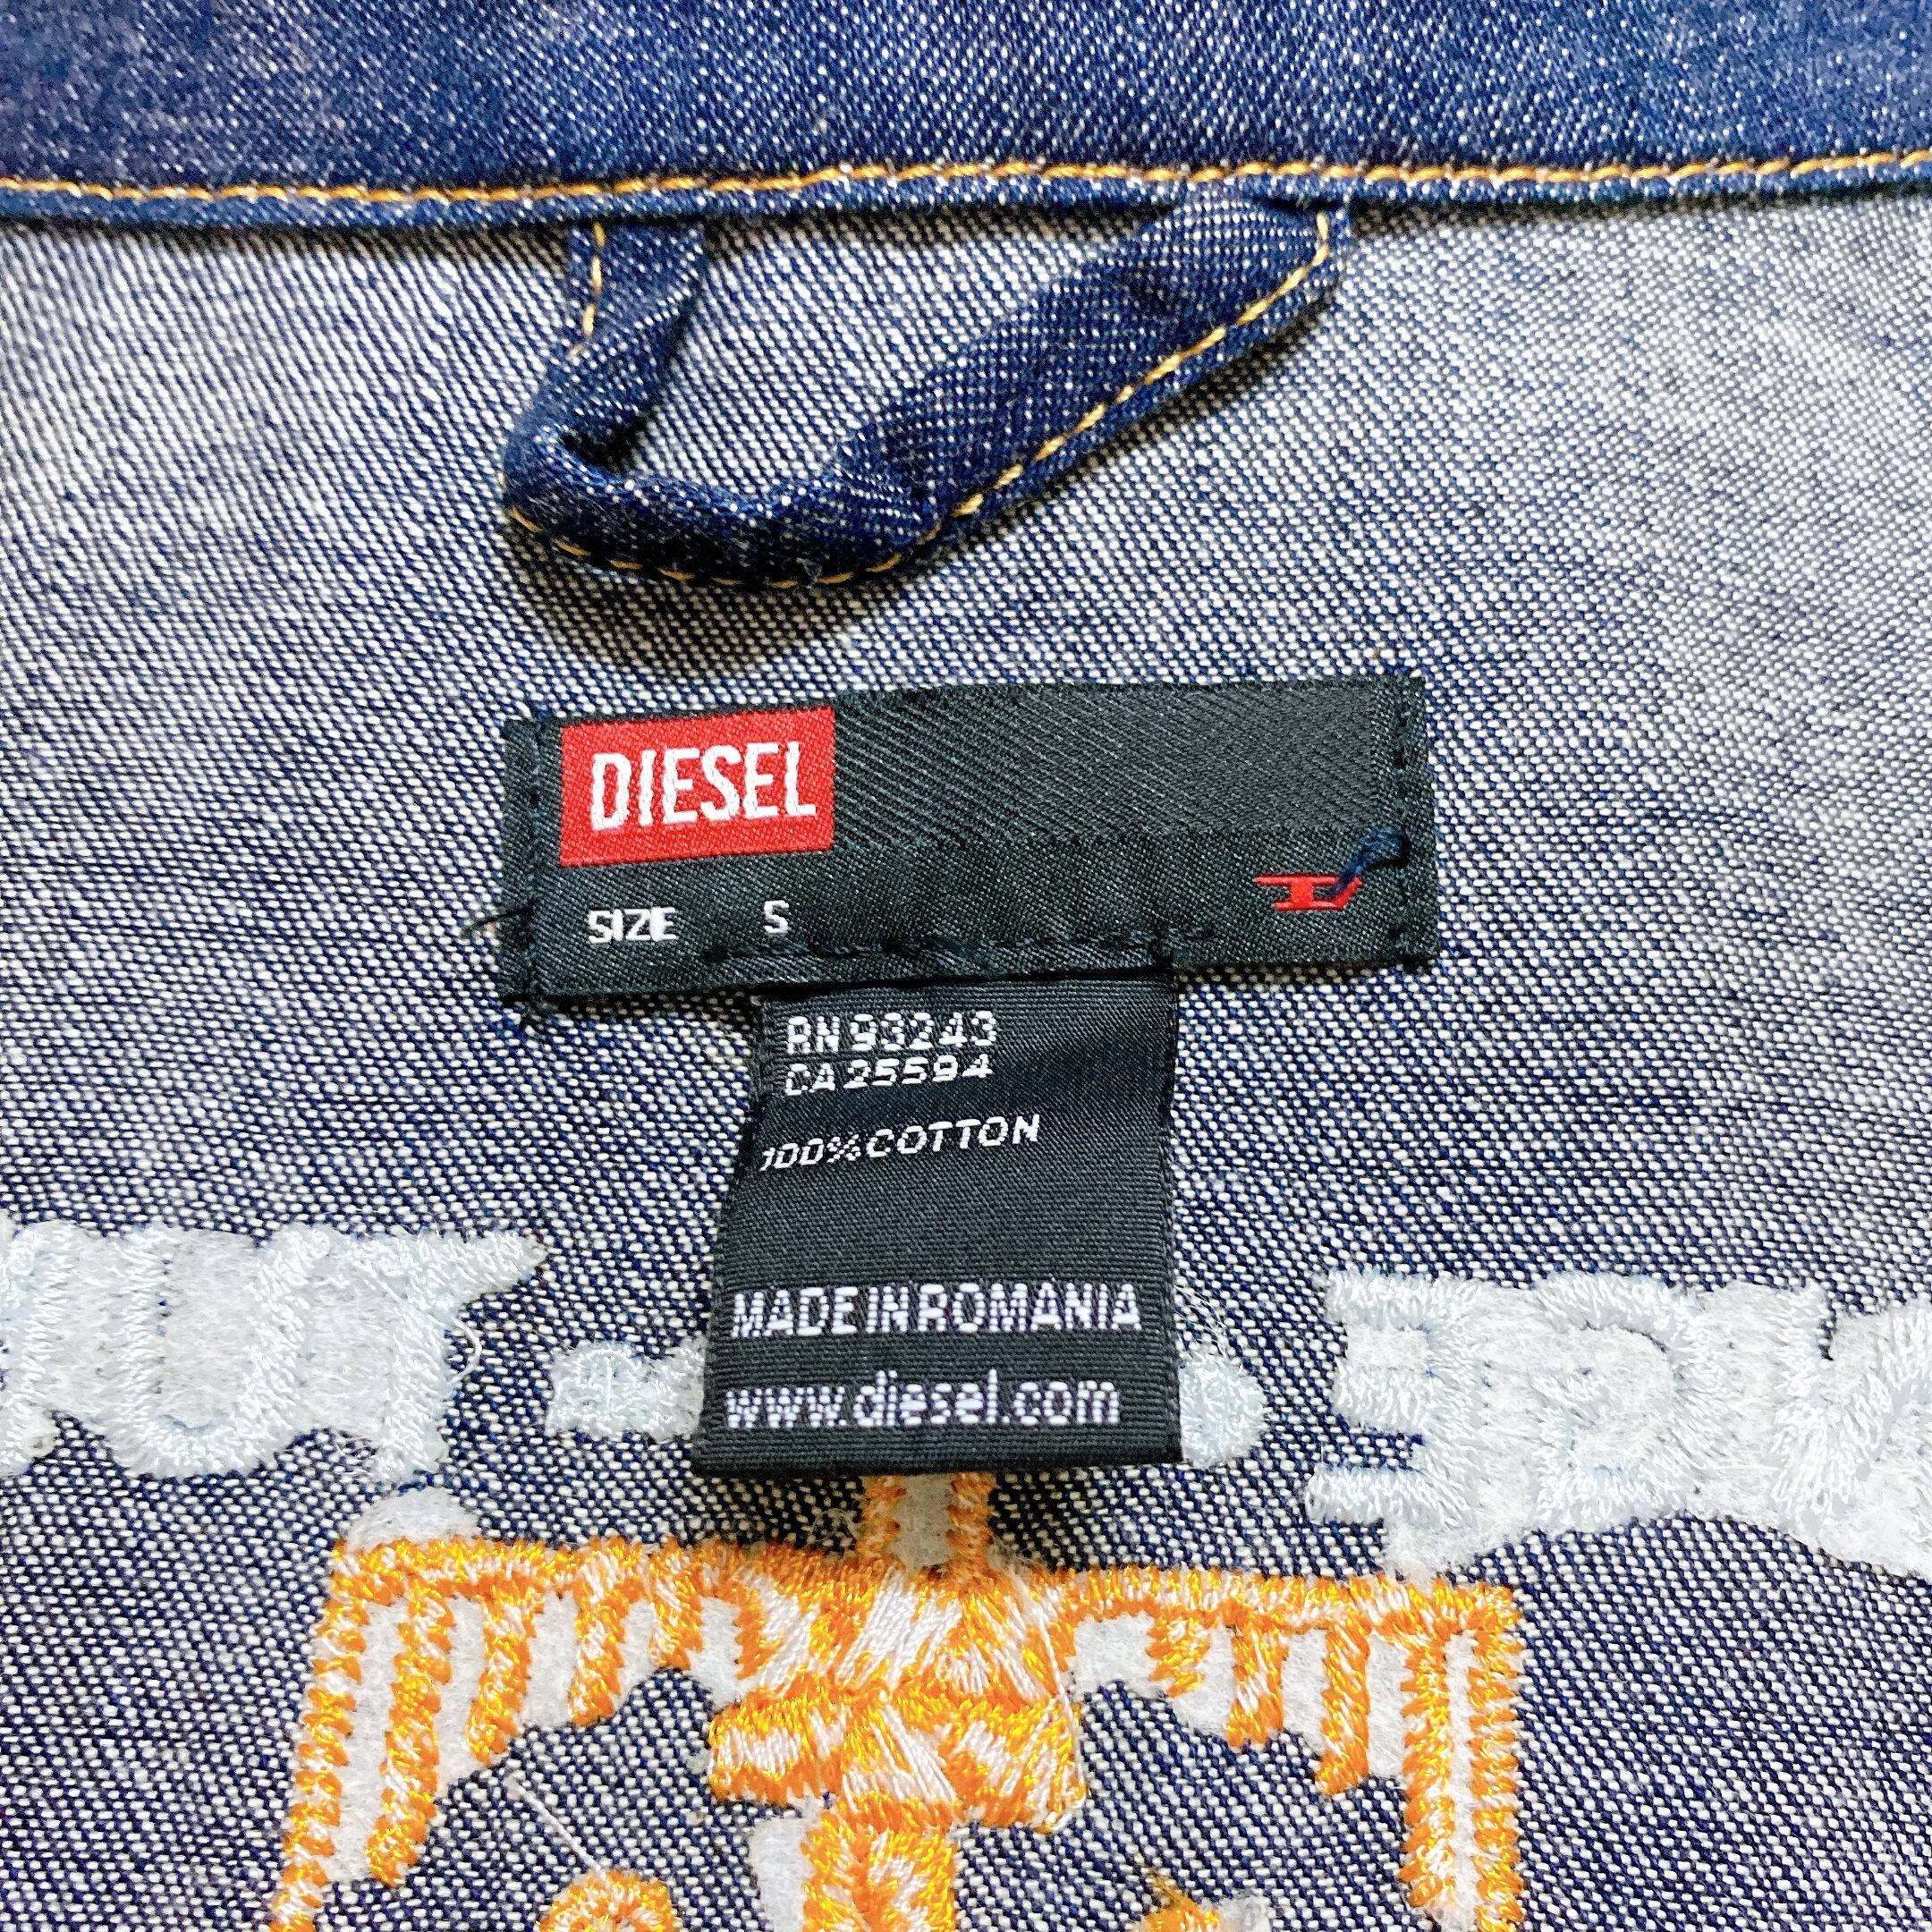 DIESEL
SIZE S
RN 93243
CA 25594
100% COTTON
MADE IN ROMANIA
www.diesel.com